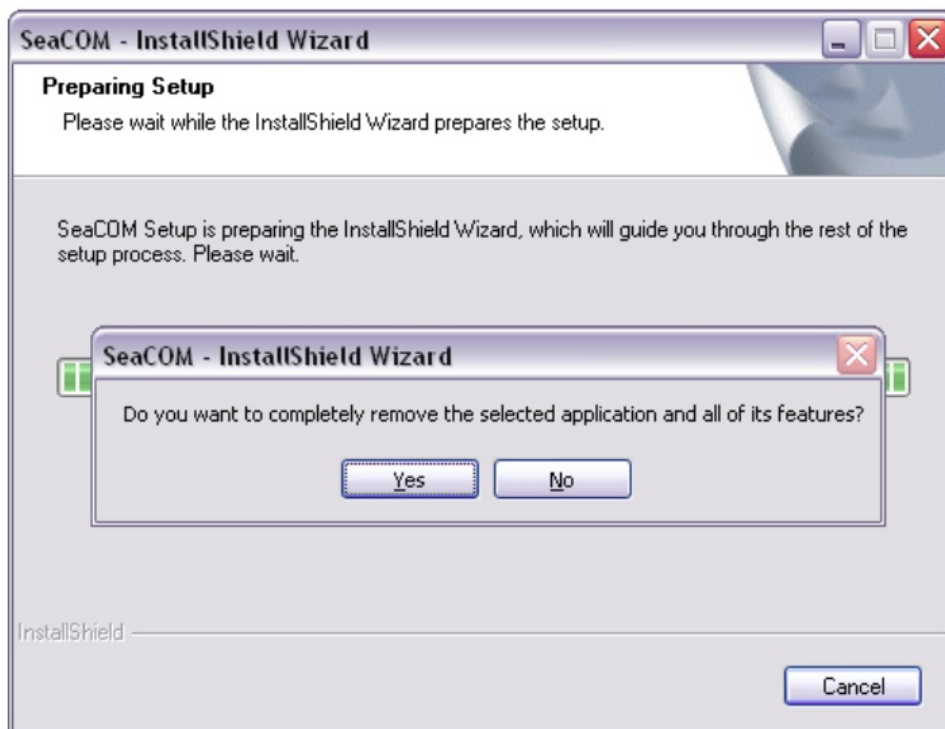 SeaCOM - InstallShield Wizard
Preparing Setup
Please wait while the InstallShield Wizard prepares the setup.
SeaCOM Setup is preparing the InstallShield Wizard, which will guide you through the rest of the
setup process. Please wait.
SeaCOM - InstallShield Wizard
Do you want to completely remove the selected application and all of its features?
Yes
No
InstallShield
Cancel